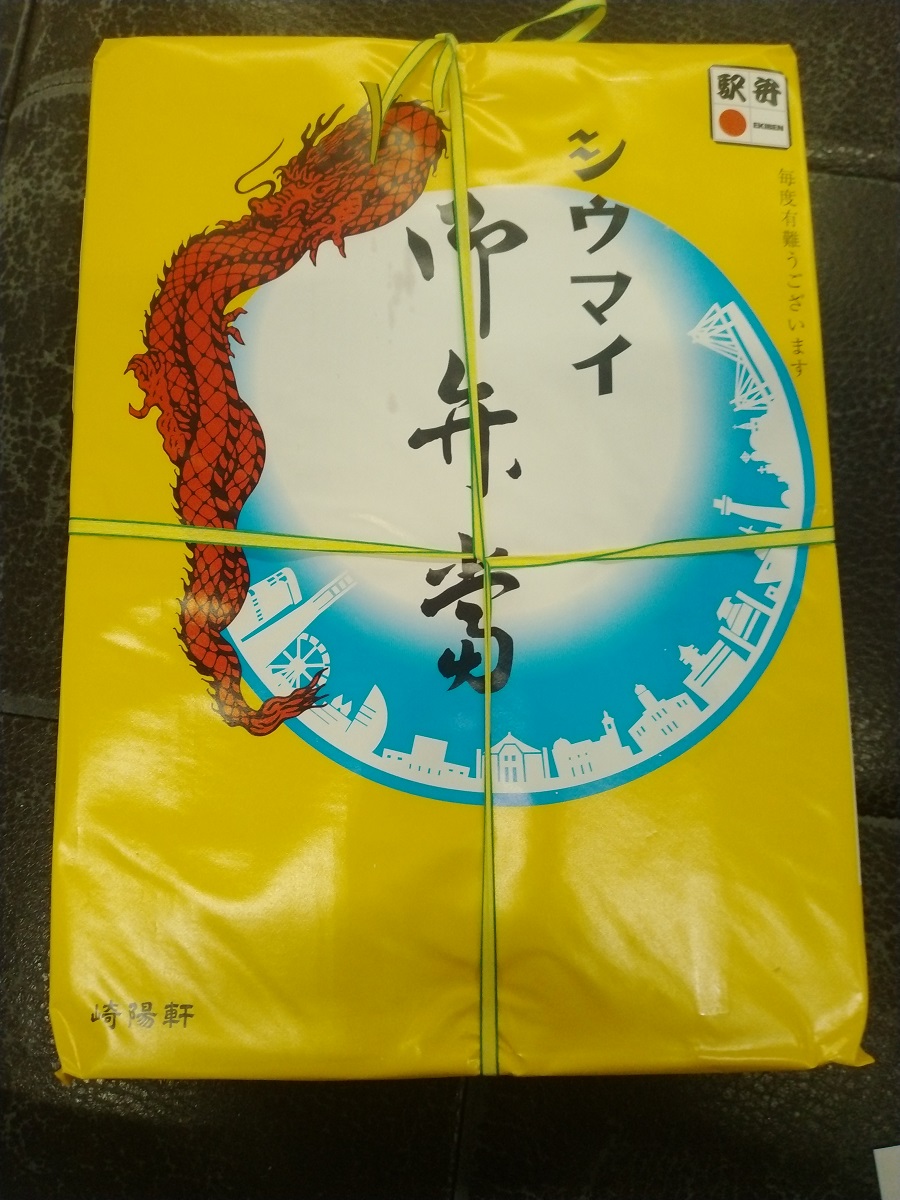 駅弁
EKIBEN
毎度有難うございます
シウマイ
御弁当
崎陽軒